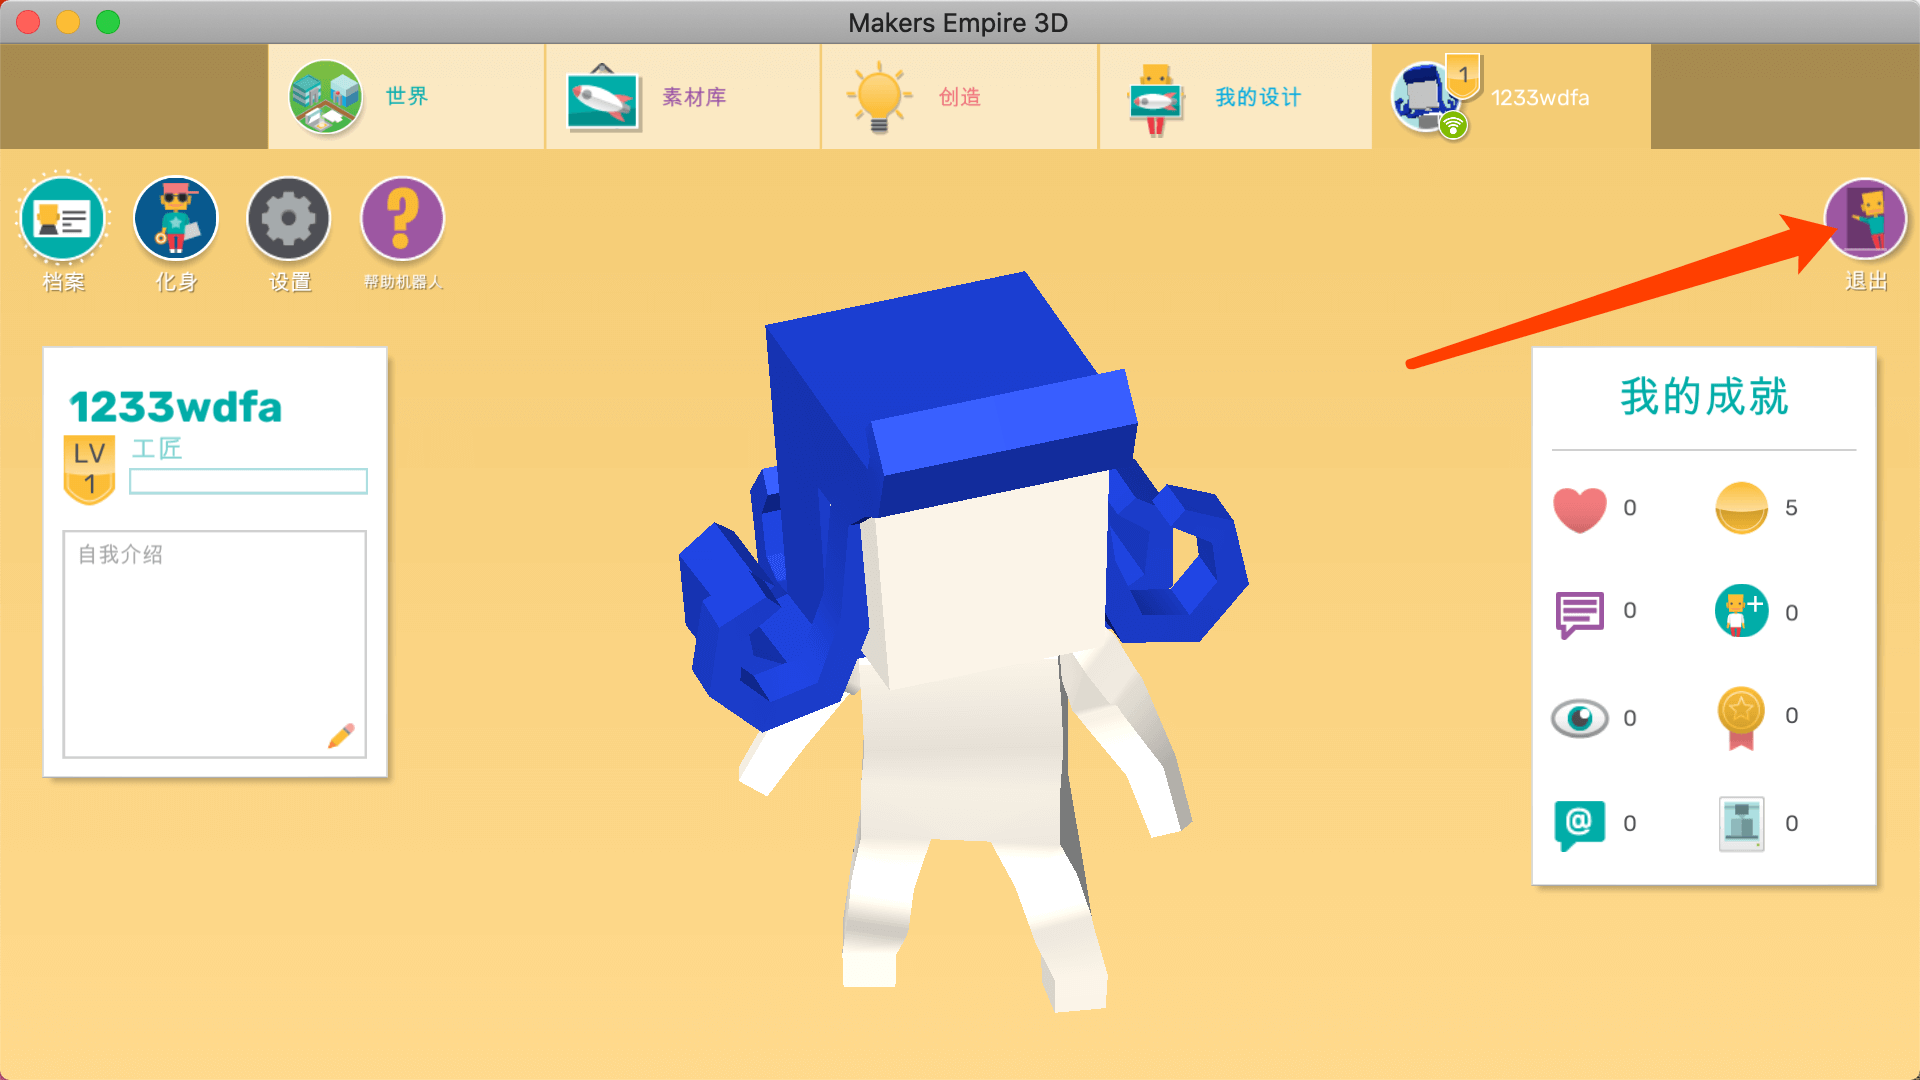 Makers Empire 3D
世界
素材库
创造
我的设计
1
1233wdfa
档案
化身
设置
帮助机器人
退出
1233wdfa
LV
1
工匠
自我介绍
我的成就
0
5
0
0
0
0
@
0
0